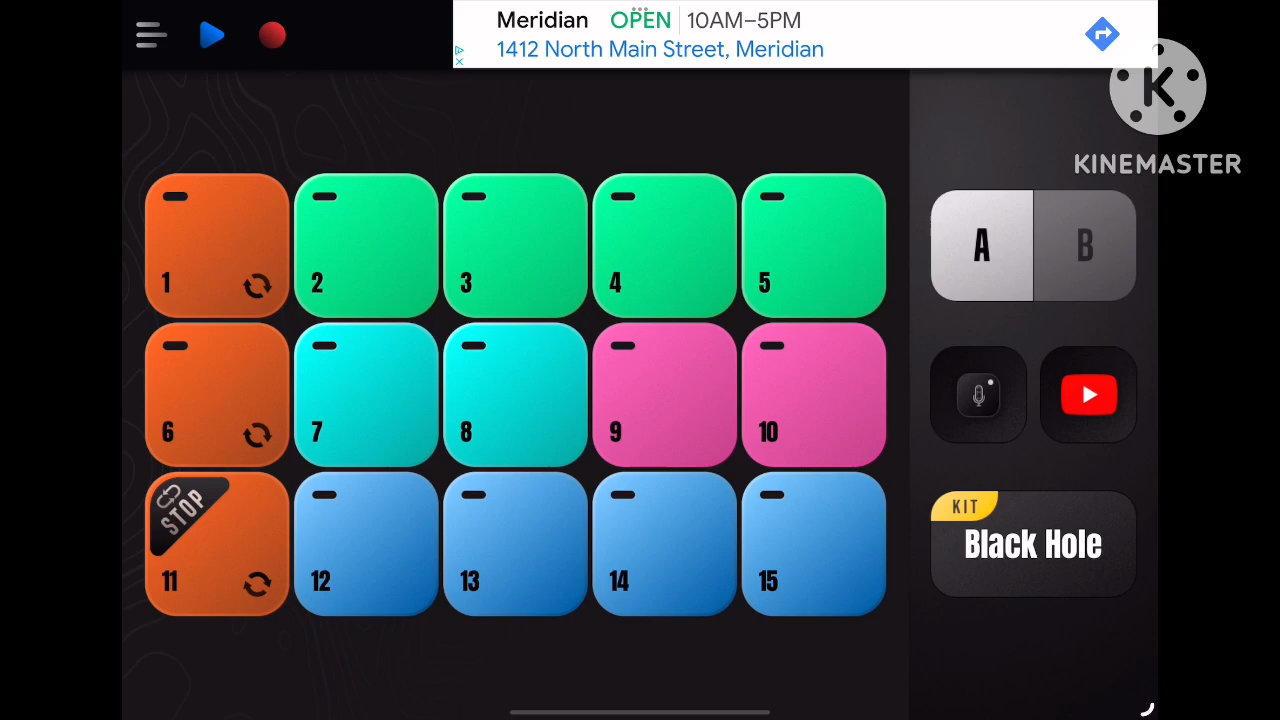 Meridian OPEN 10AM–5PM
1412 North Main Street, Meridian
KINEMASTER
1
2
3
4
5
A
B
6
7
8
9
10
STOP
11
12
13
14
15
KIT
Black Hole